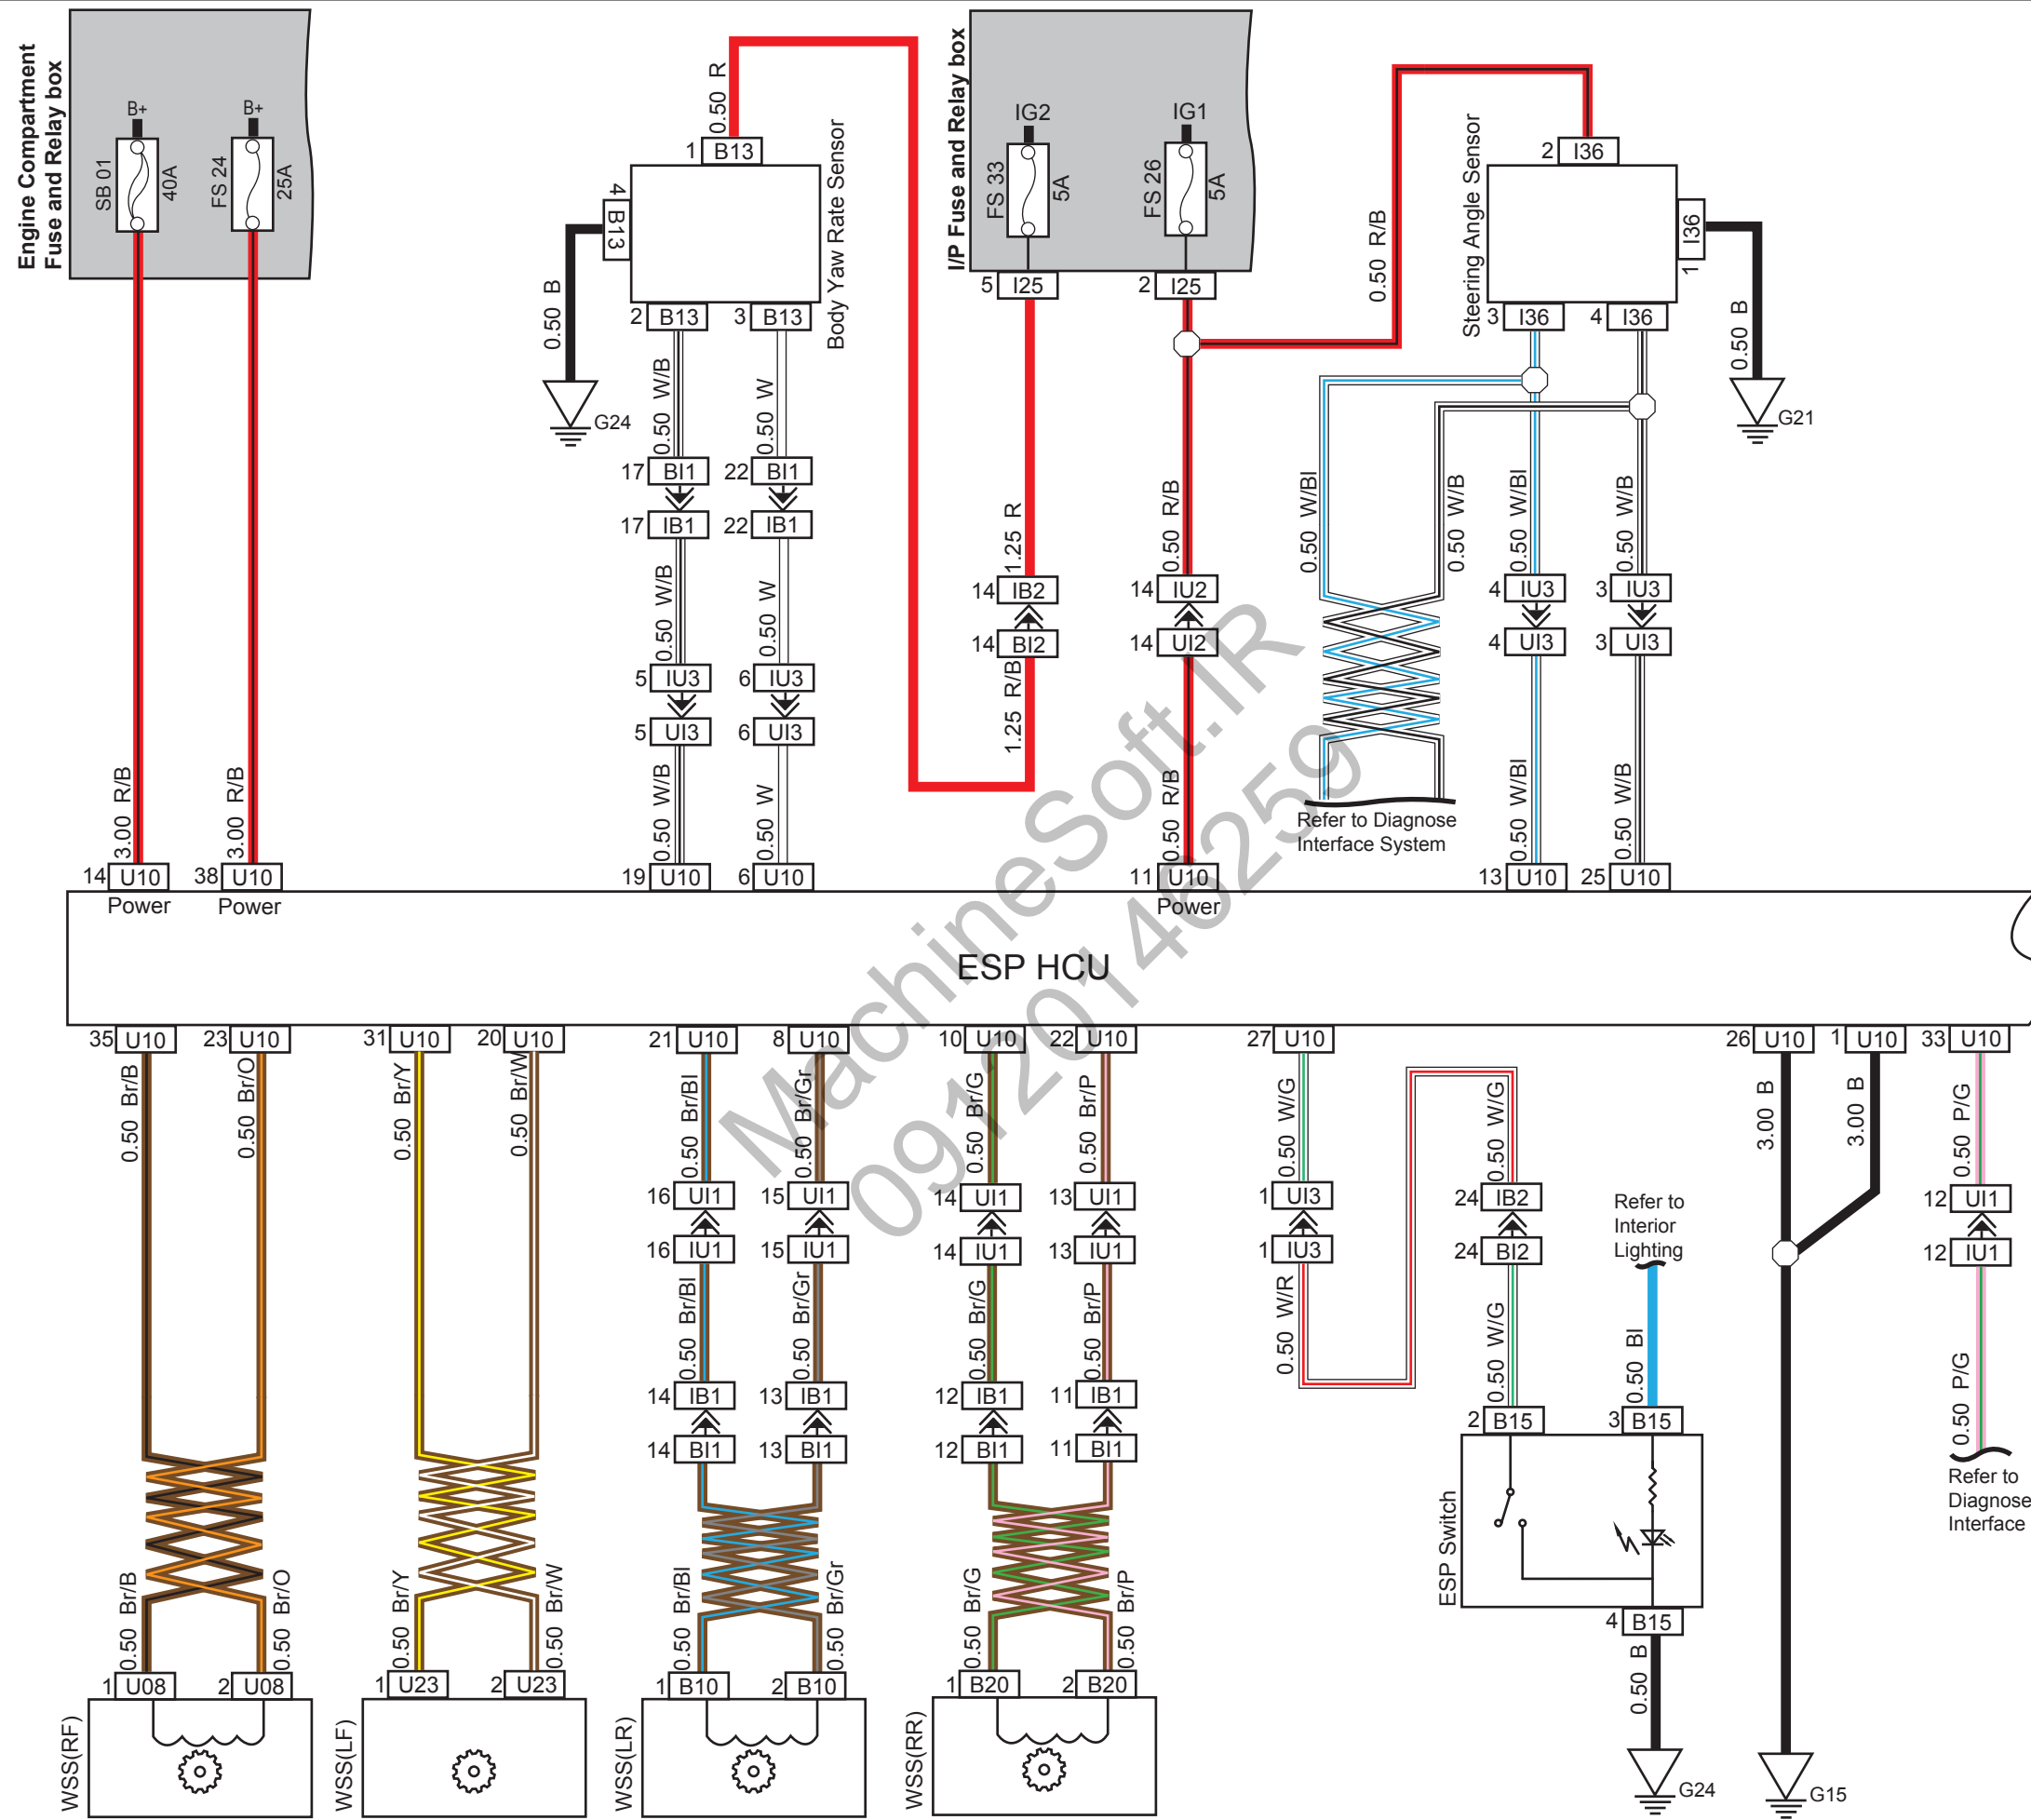 Engine Compartment
Fuse and Relay box
B+
B+
SB 01
40A
FS 24
25A
0.50 R
1 B13
4 B13
Body Yaw Rate Sensor
0.50 B
G24
2 B13
3 B13
I/P Fuse and Relay box
IG2
IG1
FS 33
5A
FS 26
5A
5 I25
2 I25
0.50 R/B
Steering Angle Sensor
2 I36
1 I36
3 I36
4 I36
0.50 B
G21
0.50 W/B
0.50 W
17 BI1
22 BI1
17 IB1
22 IB1
0.50 W/B
0.50 W
5 IU3
6 IU3
5 UI3
6 UI3
0.50 W/B
0.50 W
1.25 R
14 IB2
14 BI2
1.25 R/B
0.50 R/B
14 IU2
14 UI2
0.50 R/B
0.50 W/Bl
0.50 W/B
0.50 W/Bl
0.50 W/B
4 IU3
3 IU3
4 UI3
3 UI3
Refer to Diagnose
Interface System
0.50 W/Bl
0.50 W/B
3.00 R/B
3.00 R/B
14 U10
38 U10
19 U10
6 U10
11 U10
13 U10
25 U10
Power
Power
Power
ESP HCU
MachineSoft.IR
09120146259
35 U10
23 U10
31 U10
20 U10
21 U10
8 U10
10 U10
22 U10
27 U10
26 U10
1 U10
33 U10
0.50 Br/B
0.50 Br/O
0.50 Br/Y
0.50 Br/W
0.50 Br/Bl
0.50 Br/Gr
0.50 Br/G
0.50 Br/P
0.50 W/G
0.50 W/G
3.00 B
3.00 B
0.50 P/G
16 UI1
15 UI1
14 UI1
13 UI1
1 UI3
24 IB2
12 UI1
16 IU1
15 IU1
14 IU1
13 IU1
1 IU3
24 BI2
12 IU1
Refer to
Interior
Lighting
0.50 Br/Bl
0.50 Br/Gr
0.50 Br/G
0.50 Br/P
0.50 W/R
0.50 W/G
0.50 Bl
0.50 P/G
14 IB1
13 IB1
12 IB1
11 IB1
14 BI1
13 BI1
12 BI1
11 BI1
2 B15
3 B15
ESP Switch
4 B15
0.50 B
G24
G15
Refer to
Diagnose
Interface
0.50 Br/B
0.50 Br/O
0.50 Br/Y
0.50 Br/W
0.50 Br/Bl
0.50 Br/Gr
0.50 Br/G
0.50 Br/P
1 U08
2 U08
1 U23
2 U23
1 B10
2 B10
1 B20
2 B20
WSS(RF)
WSS(LF)
WSS(LR)
WSS(RR)